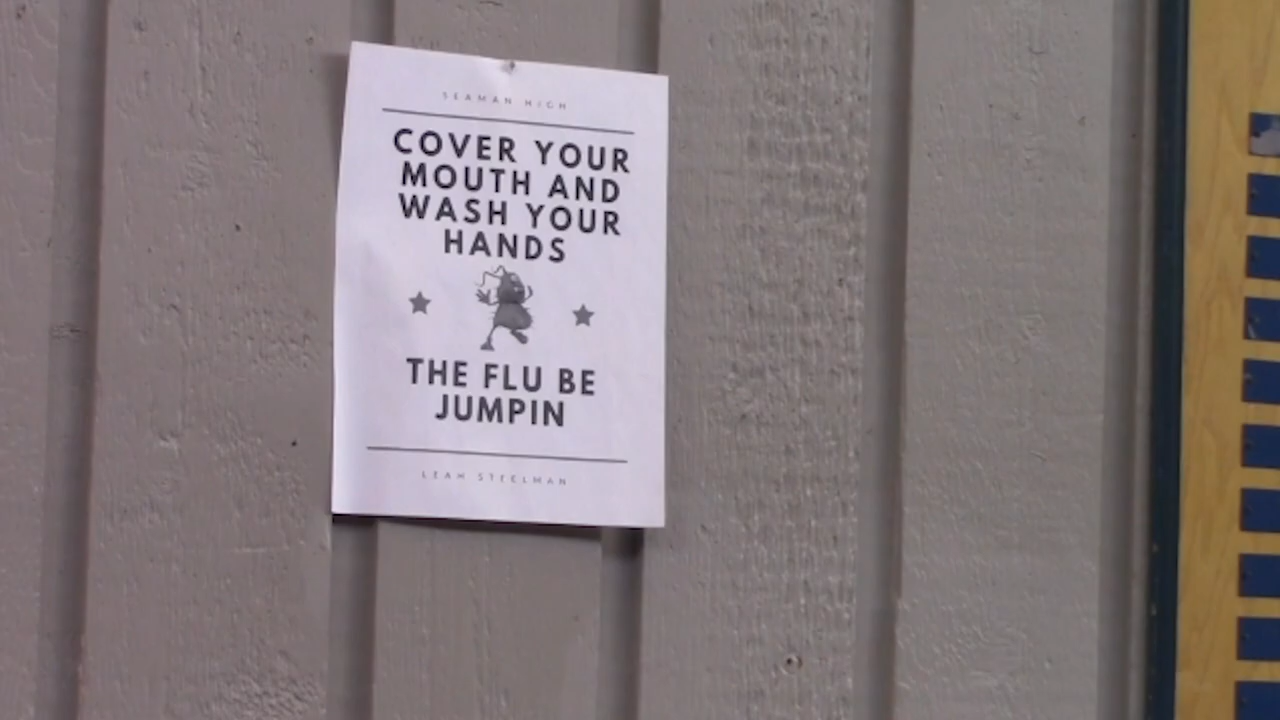 SEAMAN HIGH
COVER YOUR
MOUTH AND
WASH YOUR
HANDS
THE FLU BE
JUMPIN
LEAH STEELMAN